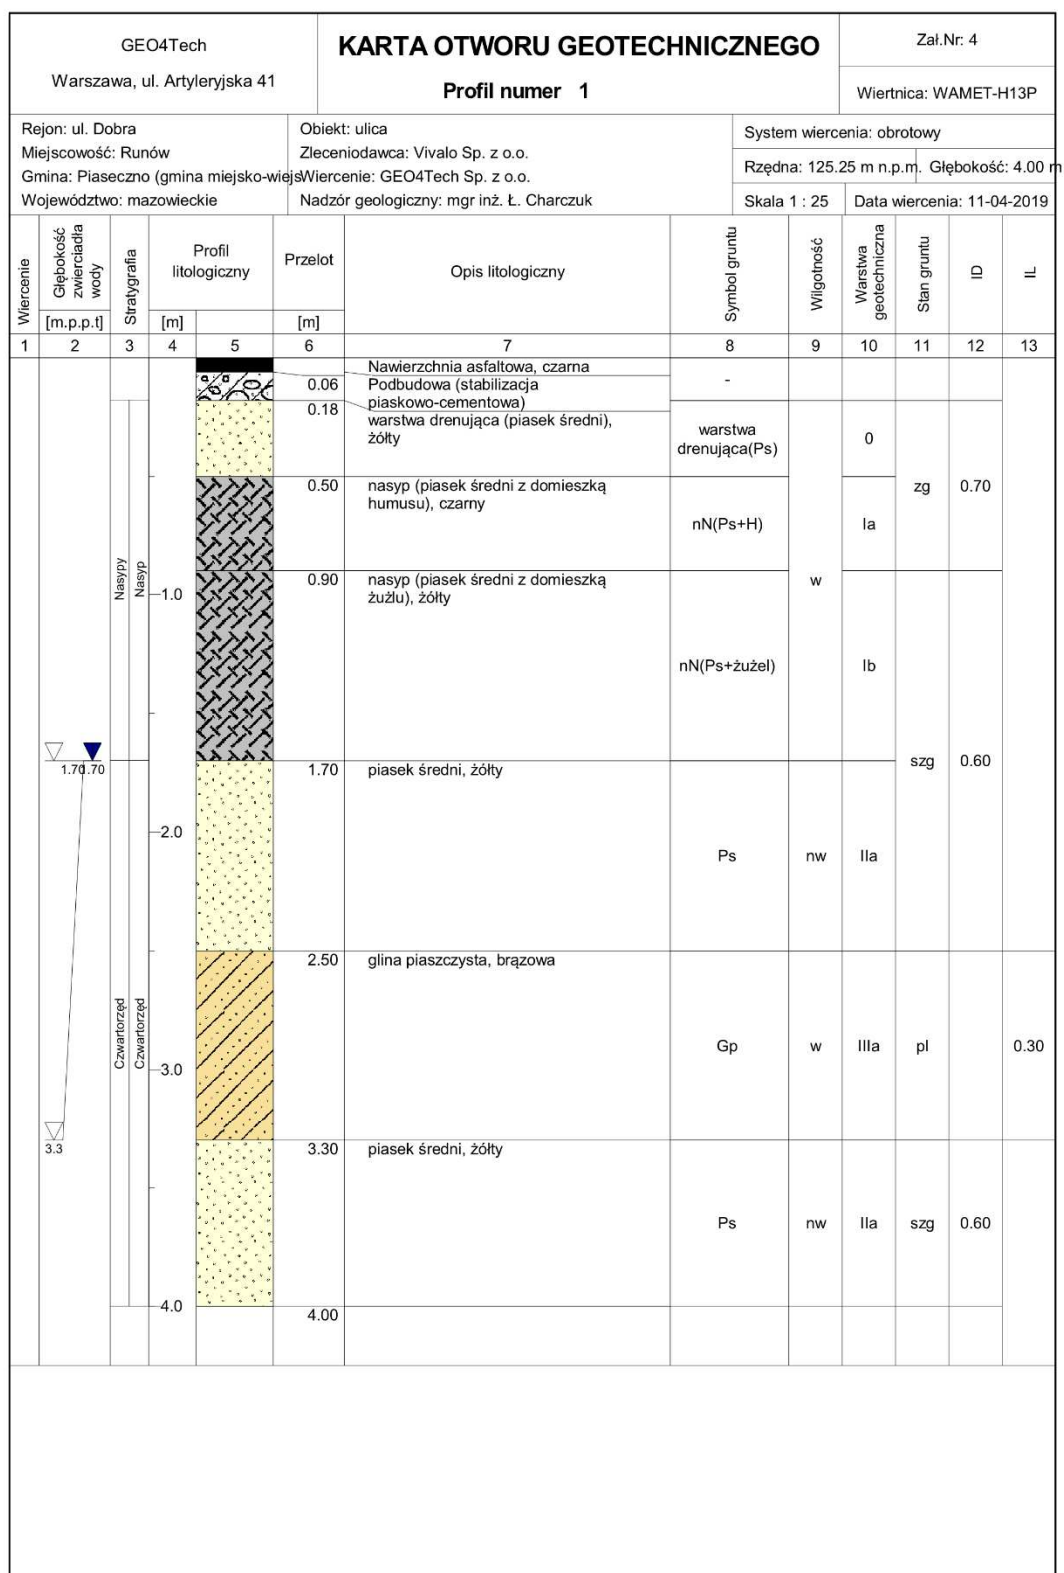 GEO4Tech
Warszawa, ul. Artyleryjska 41
KARTA OTWORU GEOTECHNICZNEGO
Profil numer 1
Zał.Nr: 4
Wiertnica: WAMET-H13P
Rejon: ul. Dobra
Miejscowość: Runów
Gmina: Piaseczno (gmina miejsko-wiejs
Województwo: mazowieckie
Obiekt: ulica
Zleceniodawca: Vivalo Sp. z o.o.
Wiercenie: GEO4Tech Sp. z o.o.
Nadzór geologiczny: mgr inż. Ł. Charczuk
System wiercenia: obrotowy
Rzędna: 125.25 m n.p.m. Głębokość: 4.00 m
Skala 1 : 25 Data wiercenia: 11-04-2019
Wiercenie
Głębokość
zwierciadła
wody
[m.p.p.t]
Stratygrafia
Profil
litologiczny
[m]
Przelot
[m]
Opis litologiczny
Symbol gruntu
Wilgotność
Warstwa
geotechniczna
Stan gruntu
ID
IL
1 2 3 4 5 6 7 8 9 10 11 12 13
Nawierzchnia asfaltowa, czarna
0.06 Podbudowa (stabilizacja
piaskowo-cementowa)
-
0.18 warstwa drenująca (piasek średni),
żółty
warstwa
drenująca(Ps)
0
0.50 nasyp (piasek średni z domieszką
humusu), czarny
zg 0.70
nN(Ps+H) Ia
Nasypy
Nasyp
0.90 nasyp (piasek średni z domieszką
żużlu), żółty
w
1.0
nN(Ps+żużel) Ib
1.70 1.70
1.70 piasek średni, żółty
szg 0.60
2.0
Ps nw IIa
2.50 glina piaszczysta, brązowa
Czwartorzęd
Czwartorzęd
Gp w IIIa pl 0.30
3.0
3.3
3.30 piasek średni, żółty
Ps nw IIa szg 0.60
4.0
4.00